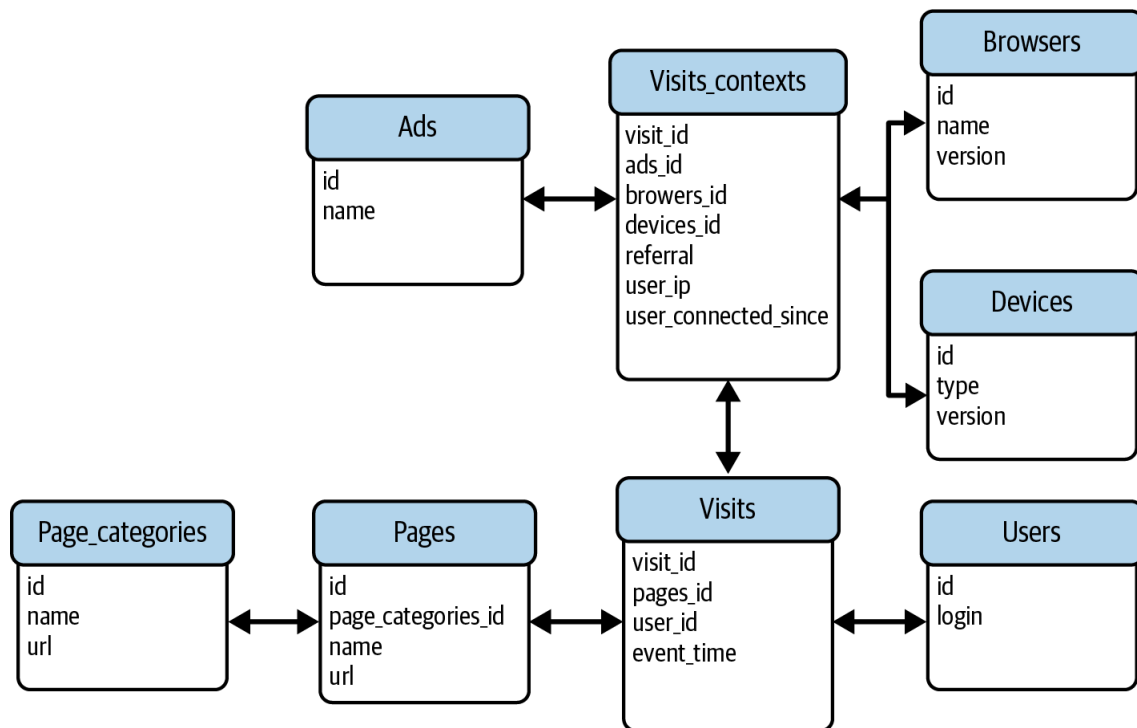 Browsers
id
name
version
Visits_contexts
visit_id
ads_id
browers_id
devices_id
referral
user_ip
user_connected_since
Ads
id
name
Devices
id
type
version
Page_categories
id
name
url
Pages
id
page_categories_id
name
url
Visits
visit_id
pages_id
user_id
event_time
Users
id
login